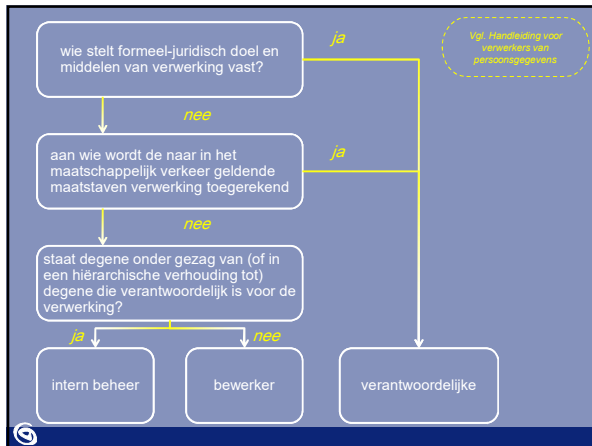 wie stelt formeel-juridisch doel en
middelen van verwerking vast?
ja
Vgl. Handleiding voor
verwerkers van
persoonsgegevens
nee
aan wie wordt de naar in het
maatschappelijk verkeer geldende
maatstaven verwerking toegerekend
ja
nee
staat degene onder gezag van (of in
een hiërarchische verhouding tot)
degene die verantwoordelijk is voor de
verwerking?
ja
nee
intern beheer
bewerker
verantwoordelijke